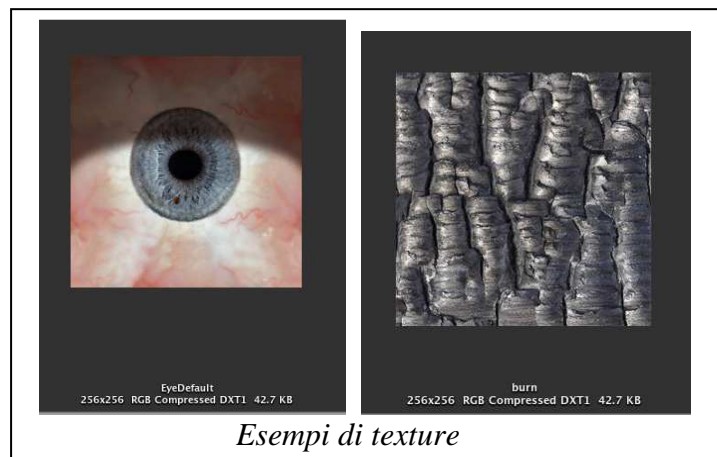 EyeDefault
256x256 RGB Compressed DXT1 42.7 KB
burn
256x256 RGB Compressed DXT1 42.7 KB
Esempi di texture